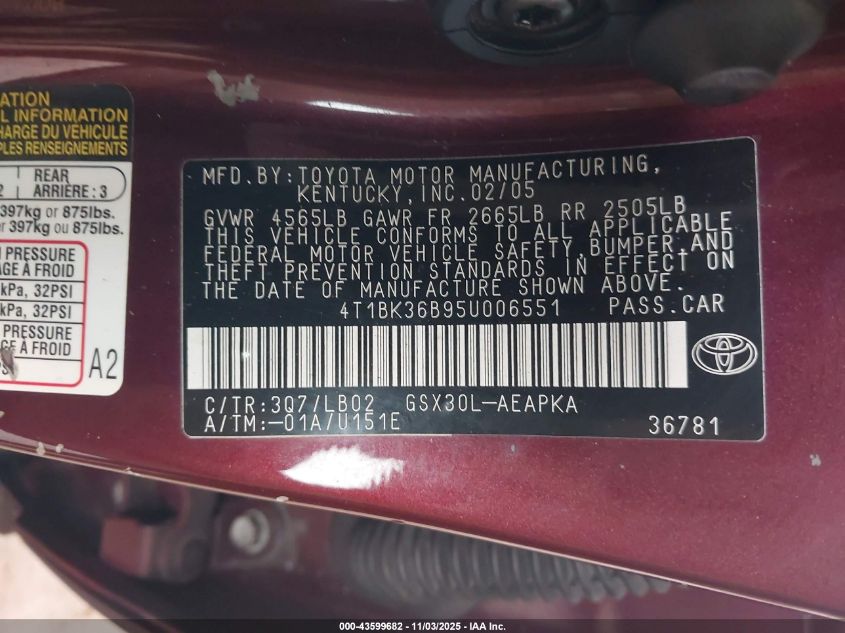 ATION
L INFORMATION
HARGE DU VÉHICULE
PLES RENSEIGNEMENTS
2
REAR
ARRIERE : 3
397kg or 875lbs.
r 397kg ou 875lbs.
PRESSURE
AGE À FROID
kPa, 32PSI
kPa, 32PSI
PRESSURE
AGE À FROID
A2
MFD.BY:TOYOTA MOTOR MANUFACTURING,
KENTUCKY,INC.02/05
GVWR 4565LB GAWR FR 2665LB RR 2505LB
THIS VEHICLE CONFORMS TO ALL APPLICABLE
FEDERAL MOTOR VEHICLE SAFETY,BUMPER,AND
THEFT PREVENTION STANDARDS IN EFFECT ON
THE DATE OF MANUFACTURE SHOWN ABOVE.
4T1BK36B95U006551 PASS.CAR
C/TR:3Q7/LB02 GSX30L-AEAPKA
A/TM:-01A/U151E 36781
000-43599682 - 11/03/2025 - IAA Inc.